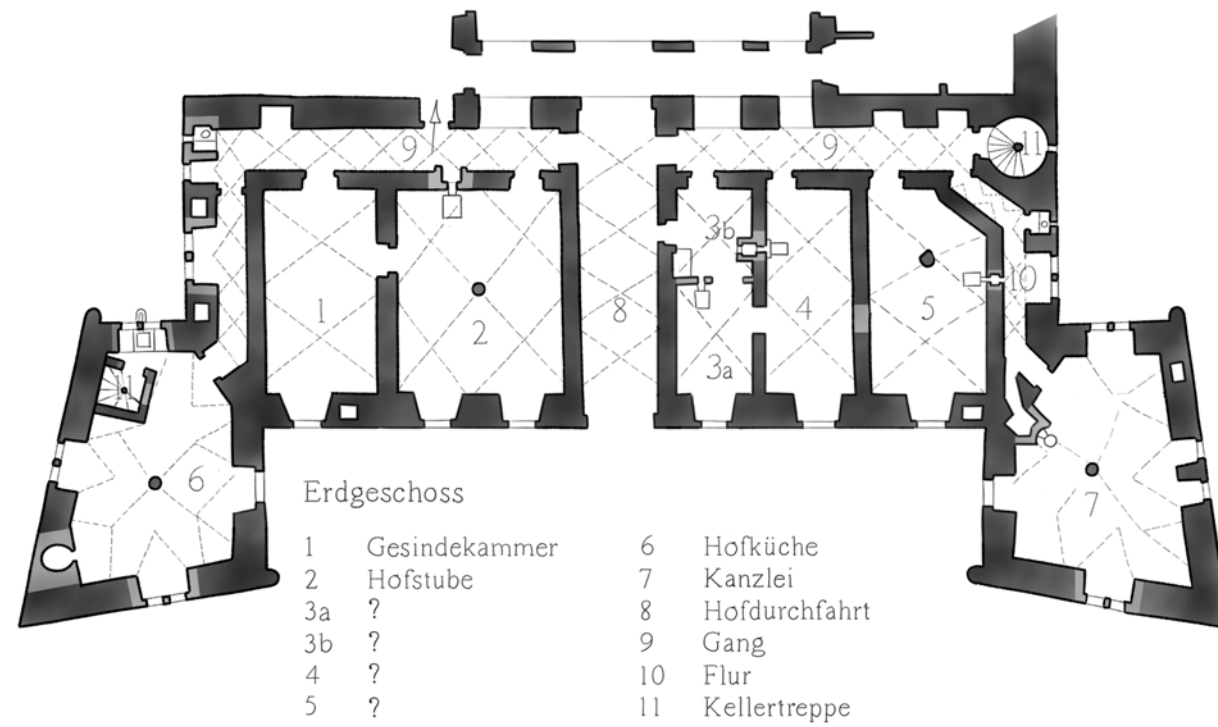 11
9
9
3b
10
1
2
8
4
5
3a
11
6
7
Erdgeschoss
1 Gesindekammer
2 Hofstube
3a ?
3b ?
4 ?
5 ?
6 Hofküche
7 Kanzlei
8 Hofdurchfahrt
9 Gang
10 Flur
11 Kellertreppe